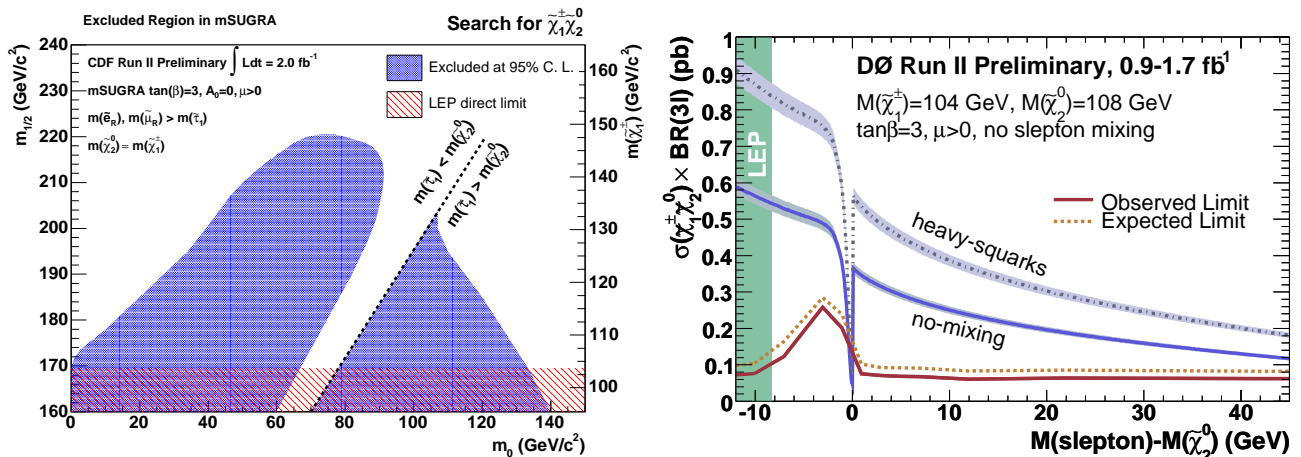 Excluded Region in mSUGRA
Search for χ̃₁±χ̃₂⁰
CDF Run II Preliminary ∫ Ldt = 2.0 fb⁻¹
mSUGRA tan(β)=3, A₀=0, μ>0
m(ẽ_R), m(μ̃_R) > m(τ̃₁)
m(χ̃₂⁰) ≈ m(χ̃₁±)
Excluded at 95% C. L.
LEP direct limit
m(τ̃₁) < m(χ̃₂⁰)
m(τ̃₁) > m(χ̃₂⁰)
m₁/₂ (GeV/c²)
240
230
220
210
200
190
180
170
160
m(χ̃₁±) (GeV/c²)
160
150
140
130
120
110
100
0 20 40 60 80 100 120 140
m₀ (GeV/c²)
DØ Run II Preliminary, 0.9-1.7 fb⁻¹
M(χ̃₁±)=104 GeV, M(χ̃₂⁰)=108 GeV
tanβ=3, μ>0, no slepton mixing
LEP
Observed Limit
Expected Limit
heavy-squarks
no-mixing
σ(χ̃₁±χ̃₂⁰) × BR(3l) (pb)
1
0.9
0.8
0.7
0.6
0.5
0.4
0.3
0.2
0.1
0
-10 0 10 20 30 40
M(slepton)-M(χ̃₂⁰) (GeV)